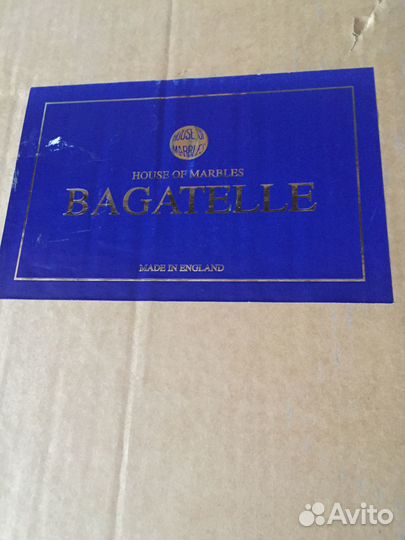 HOUSE OF
MARBLES
HOUSE OF MARBLES
BAGATELLE
MADE IN ENGLAND
Avito